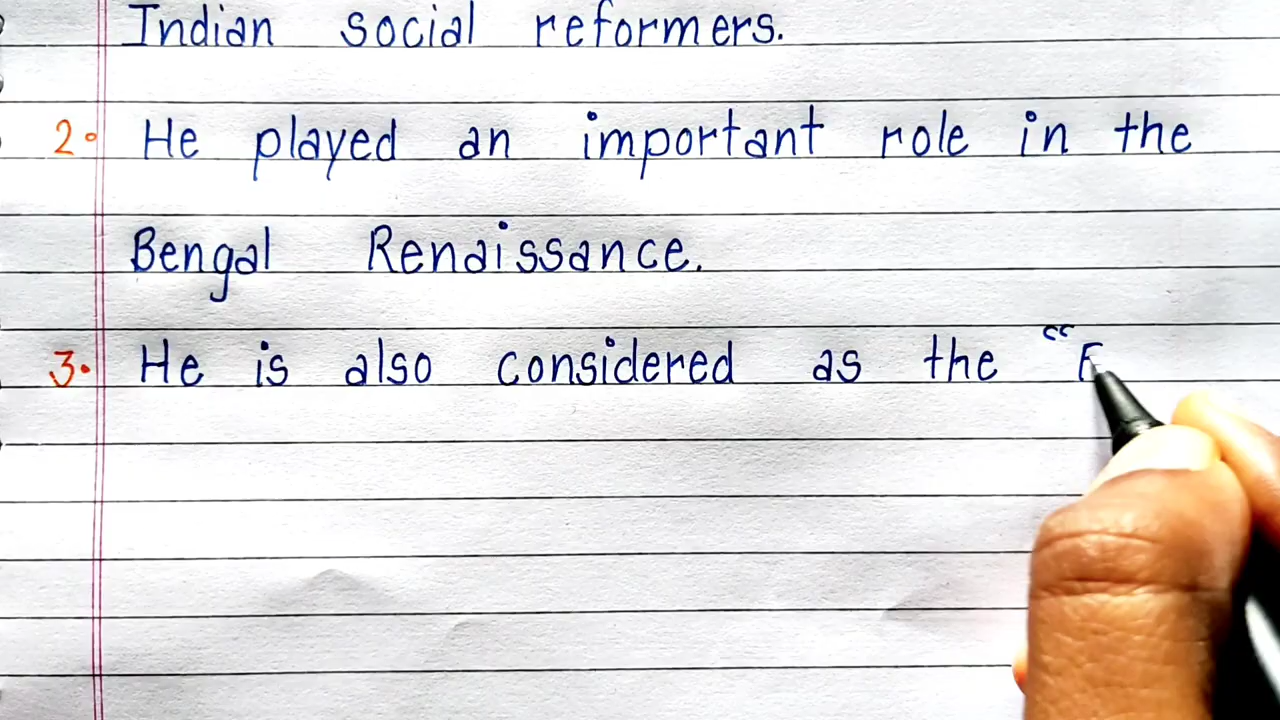 Indian social reformers.
2. He played an important role in the
Bengal Renaissance.
3. He is also considered as the "F